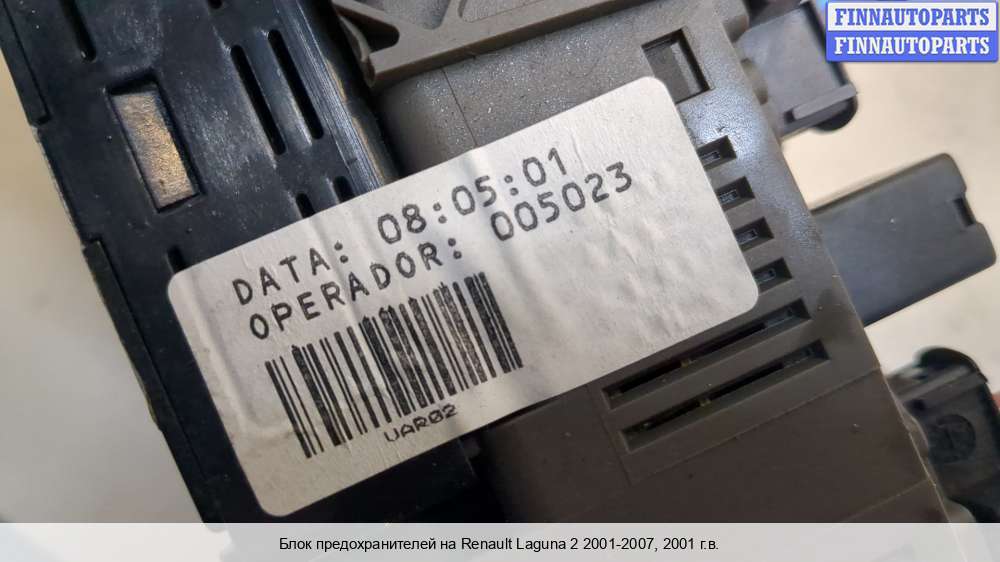 FINNAUTOPARTS
FINNAUTOPARTS
DATA: 08:05:01
OPERADOR: 005023
UAR02
Блок предохранителей на Renault Laguna 2 2001-2007, 2001 г.в.